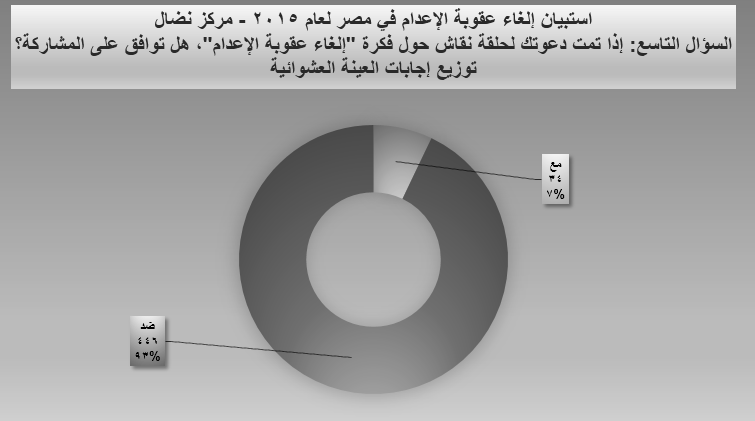 استبيان إلغاء عقوبة الإعدام في مصر لعام ٢٠١٥ - مركز نضال
السؤال التاسع: إذا تمت دعوتك لحلقة نقاش حول فكرة "إلغاء عقوبة الإعدام"، هل توافق على المشاركة؟
توزيع إجابات العينة العشوائية
مع
٣٤
٧%
ضد
٤٤٦
٩٣%